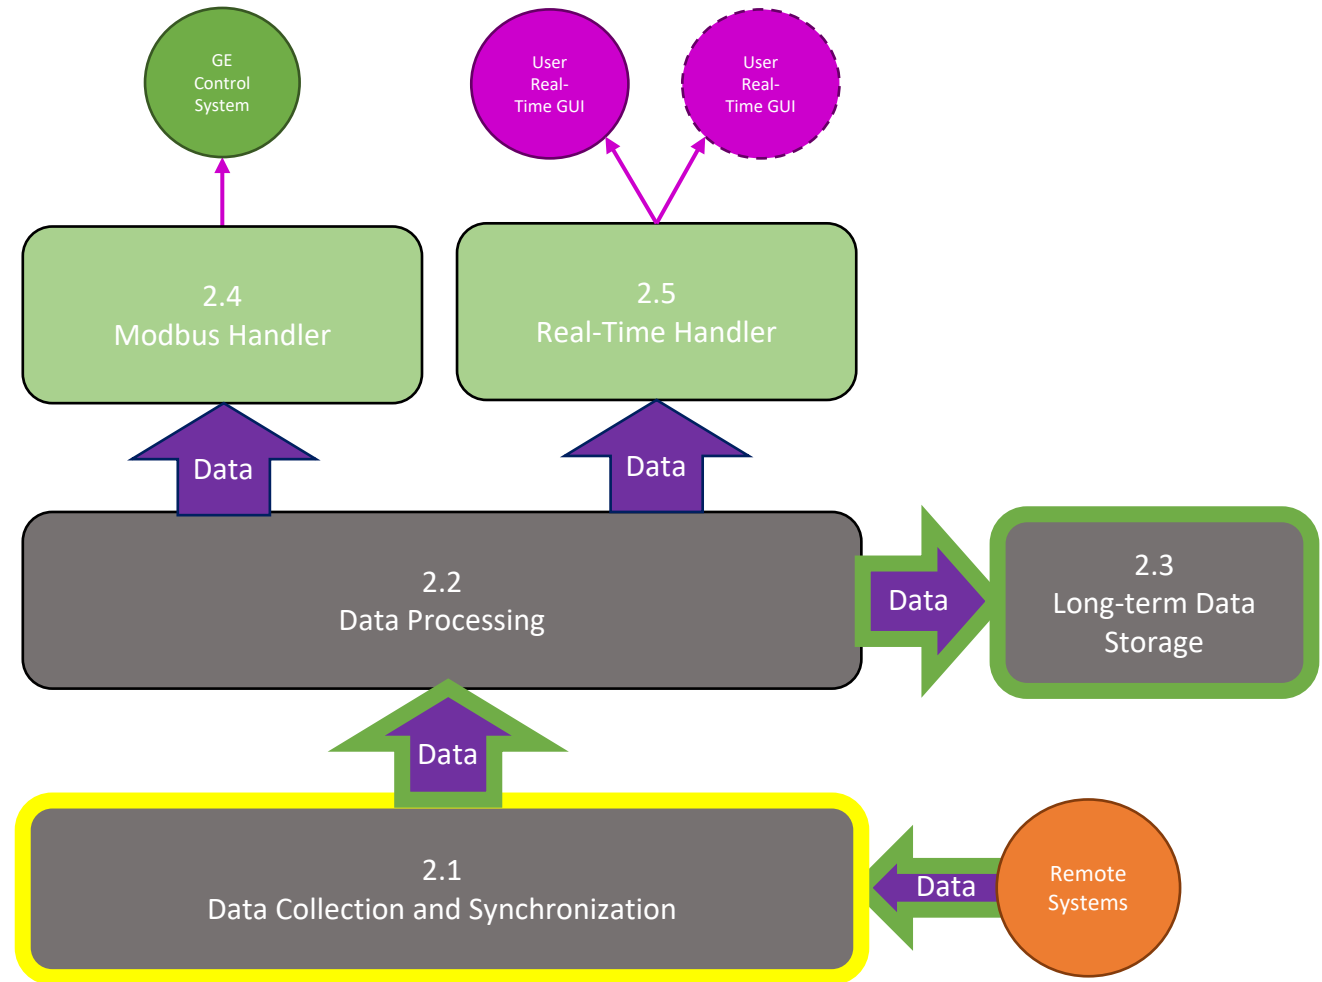 GE
Control
System
User
Real-
Time GUI
User
Real-
Time GUI
2.4
Modbus Handler
2.5
Real-Time Handler
Data
Data
2.2
Data Processing
Data
2.3
Long-term Data
Storage
Data
2.1
Data Collection and Synchronization
Data
Remote
Systems